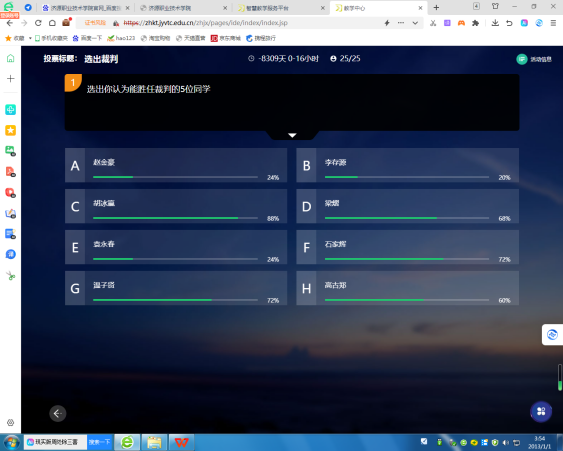 济源职业技术学院官网_百度搜
济源职业技术学院
智慧教学服务平台
教学中心
证书风险
https://zhkt.jyvtc.edu.cn/zhjx/pages/ide/index/index.jsp
收藏
手机收藏夹
百度一下
hao123
淘宝购物
天猫直营
京东商城
携程旅行
投票标题： 选出裁判
-8309天 0-16小时
25/25
活动信息
1
选出你认为能胜任裁判的5位同学
A 赵金豪
24%
B 李存源
20%
C 胡冰瀛
88%
D 梁耀
68%
E 袁永春
24%
F 石家辉
72%
G 温子贤
72%
H 高古郑
60%
搜索一下
3:54
2013/1/1